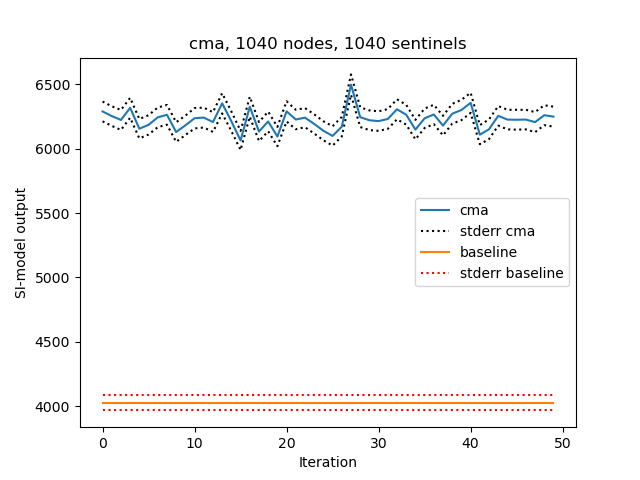 cma, 1040 nodes, 1040 sentinels
6500
6000
5500
5000
4500
4000
SI-model output
cma
stderr cma
baseline
stderr baseline
0 10 20 30 40 50
Iteration